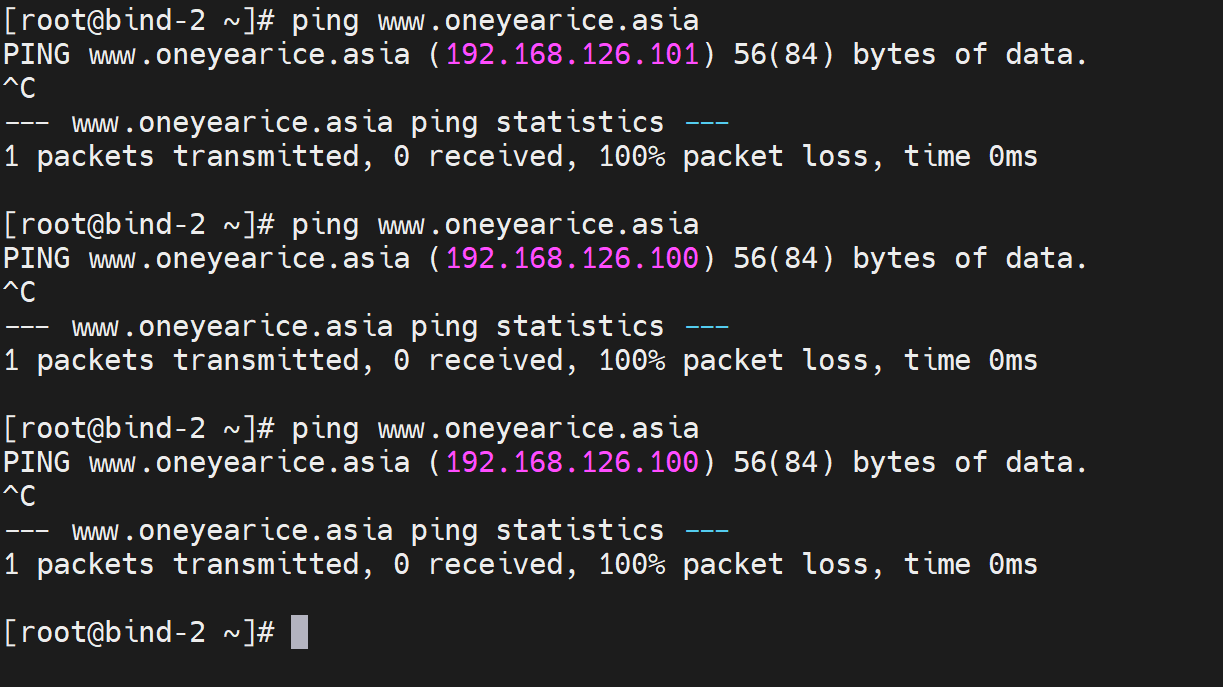 [root@bind-2 ~]# ping www.oneyearice.asia
PING www.oneyearice.asia (192.168.126.101) 56(84) bytes of data.
^C
--- www.oneyearice.asia ping statistics ---
1 packets transmitted, 0 received, 100% packet loss, time 0ms
[root@bind-2 ~]# ping www.oneyearice.asia
PING www.oneyearice.asia (192.168.126.100) 56(84) bytes of data.
^C
--- www.oneyearice.asia ping statistics ---
1 packets transmitted, 0 received, 100% packet loss, time 0ms
[root@bind-2 ~]# ping www.oneyearice.asia
PING www.oneyearice.asia (192.168.126.100) 56(84) bytes of data.
^C
--- www.oneyearice.asia ping statistics ---
1 packets transmitted, 0 received, 100% packet loss, time 0ms
[root@bind-2 ~]#